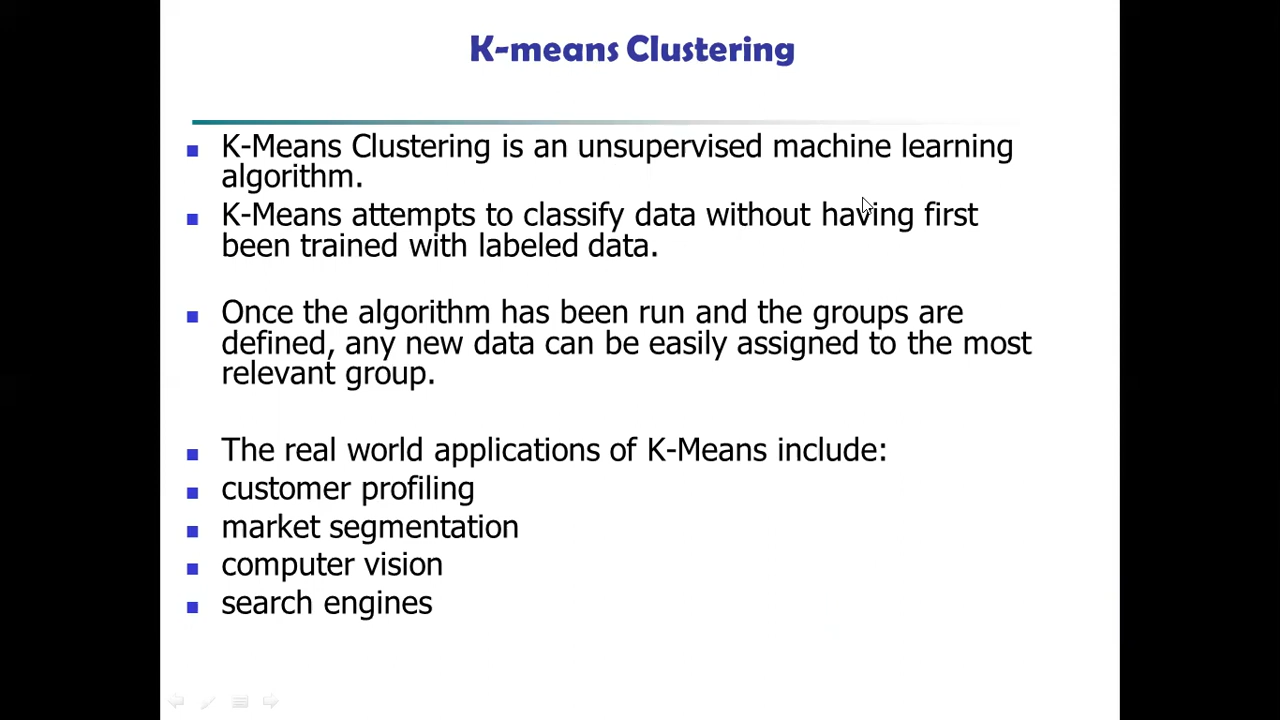 K-means Clustering
K-Means Clustering is an unsupervised machine learning
algorithm.
K-Means attempts to classify data without having first
been trained with labeled data.
Once the algorithm has been run and the groups are
defined, any new data can be easily assigned to the most
relevant group.
The real world applications of K-Means include:
customer profiling
market segmentation
computer vision
search engines